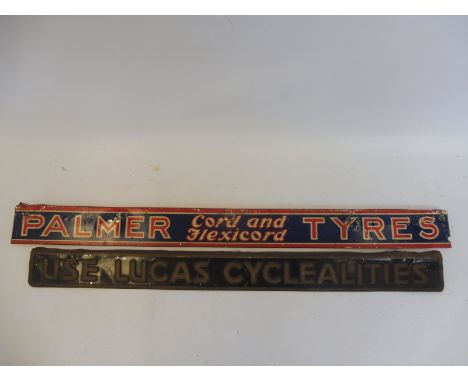 PALMER Cord and TYRES
Flexicord
USE LUCAS CYCLEALITIES